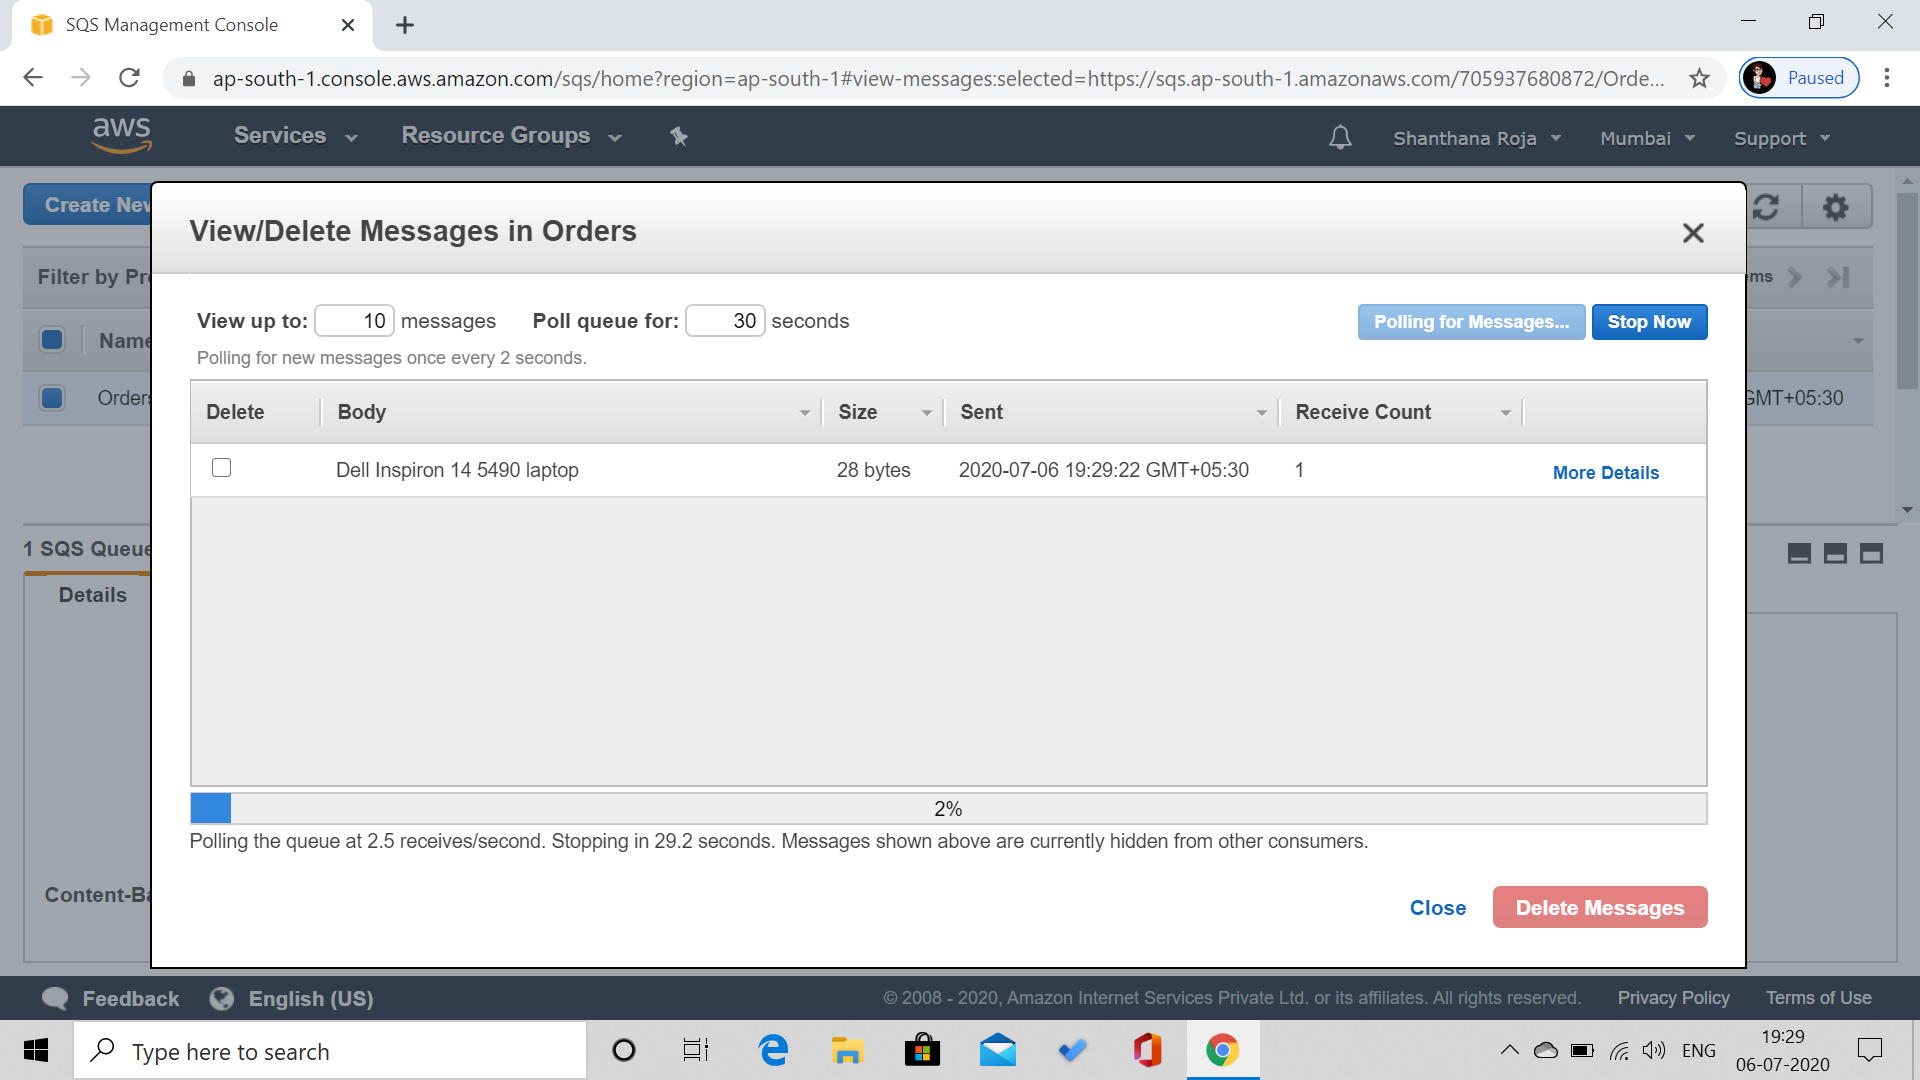 SQS Management Console
ap-south-1.console.aws.amazon.com/sqs/home?region=ap-south-1#view-messages:selected=https://sqs.ap-south-1.amazonaws.com/705937680872/Orde...
Paused
aws
Services
Resource Groups
Shanthana Roja
Mumbai
Support
Create New
View/Delete Messages in Orders
Filter by Pr
ms
View up to: 10 messages
Poll queue for: 30 seconds
Polling for Messages...
Stop Now
Name
Polling for new messages once every 2 seconds.
Orders
GMT+05:30
Delete
Body
Size
Sent
Receive Count
Dell Inspiron 14 5490 laptop
28 bytes
2020-07-06 19:29:22 GMT+05:30
1
More Details
1 SQS Queue
Details
2%
Polling the queue at 2.5 receives/second. Stopping in 29.2 seconds. Messages shown above are currently hidden from other consumers.
Content-Ba
Close
Delete Messages
Feedback
English (US)
© 2008 - 2020, Amazon Internet Services Private Ltd. or its affiliates. All rights reserved.
Privacy Policy
Terms of Use
Type here to search
ENG
19:29
06-07-2020